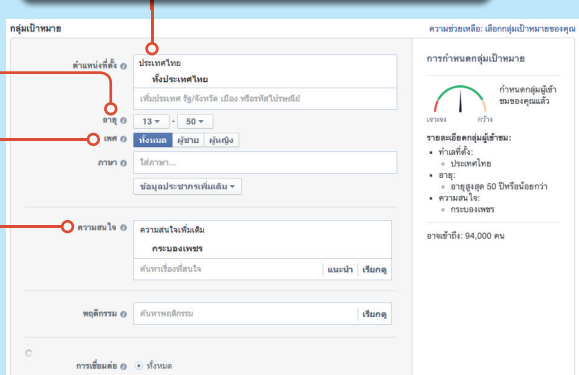 กลุ่มเป้าหมาย
ความช่วยเหลือ: เลือกกลุ่มเป้าหมายของคุณ
ตำแหน่งที่ตั้ง
ประเทศไทย
ทั้งประเทศไทย
เพิ่มประเทศ รัฐ/จังหวัด เมือง หรือรหัสไปรษณีย์
อายุ 13 - 50
เพศ ทั้งหมด ผู้ชาย ผู้หญิง
ภาษา ใส่ภาษา...
ข้อมูลประชากรเพิ่มเติม
ความสนใจ
ความสนใจเพิ่มเติม
กระบองเพชร
ค้นหาเรื่องที่สนใจ แนะนำ เรียกดู
พฤติกรรม ค้นหาพฤติกรรม เรียกดู
การเชื่อมต่อ ทั้งหมด
การกำหนดกลุ่มเป้าหมาย
กำหนดกลุ่มผู้เข้า
ชมของคุณแล้ว
เจาะจง กว้าง
รายละเอียดกลุ่มผู้เข้าชม:
ทำเลที่ตั้ง:
ประเทศไทย
อายุ:
อายุสูงสุด 50 ปีหรือน้อยกว่า
ความสนใจ:
กระบองเพชร
อาจเข้าถึง: 94,000 คน